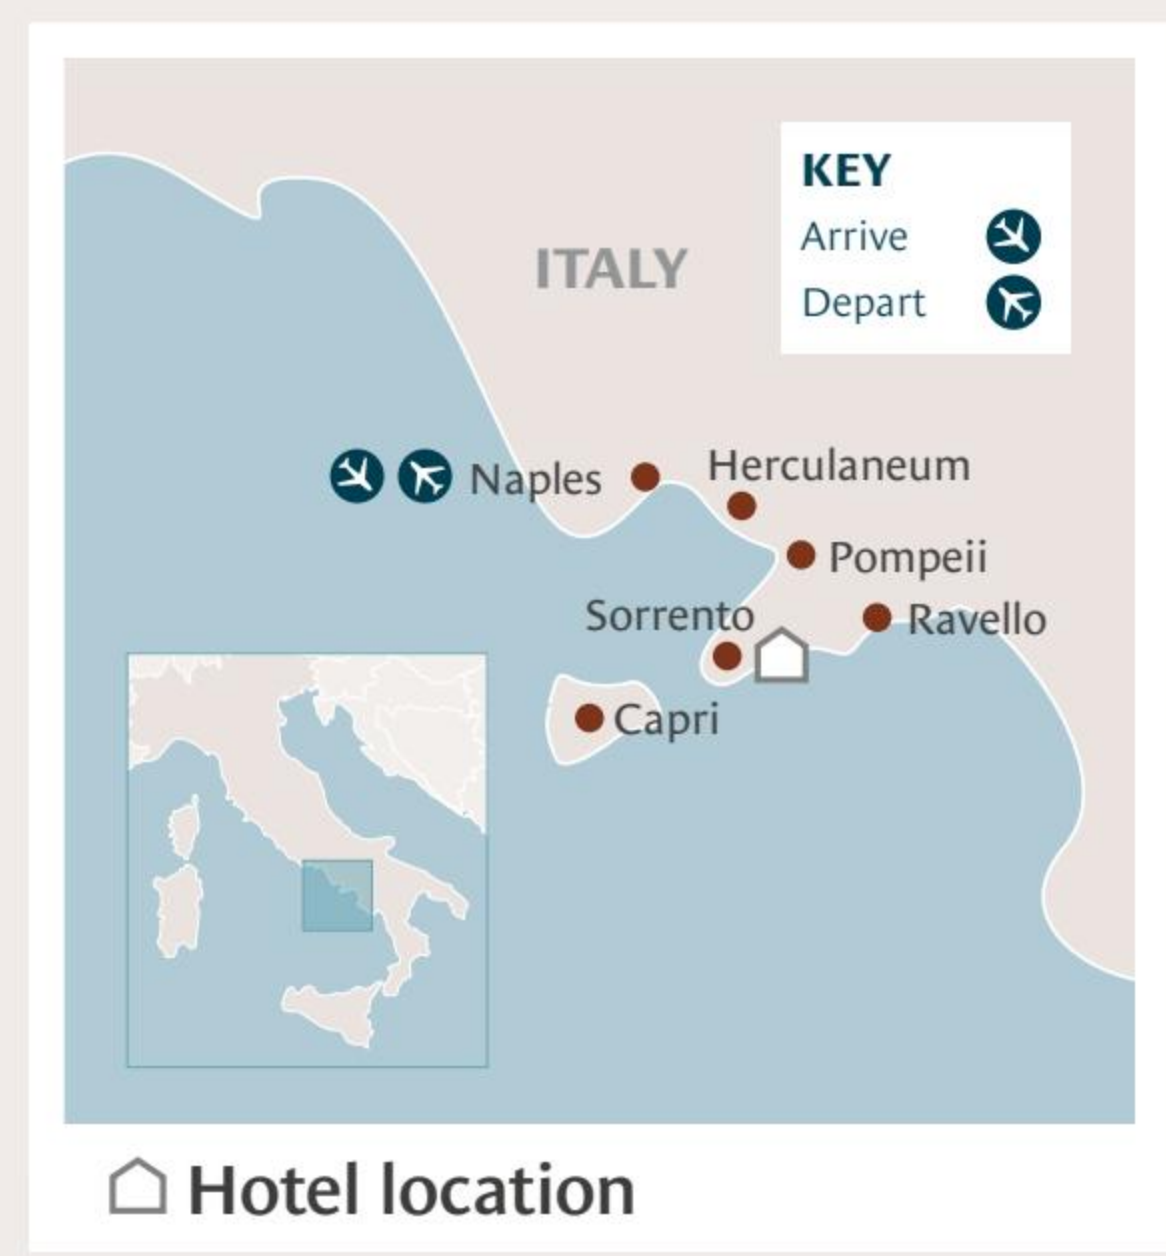 KEY
Arrive
Depart
ITALY
Naples
Herculaneum
Pompeii
Sorrento
Ravello
Capri
Hotel location